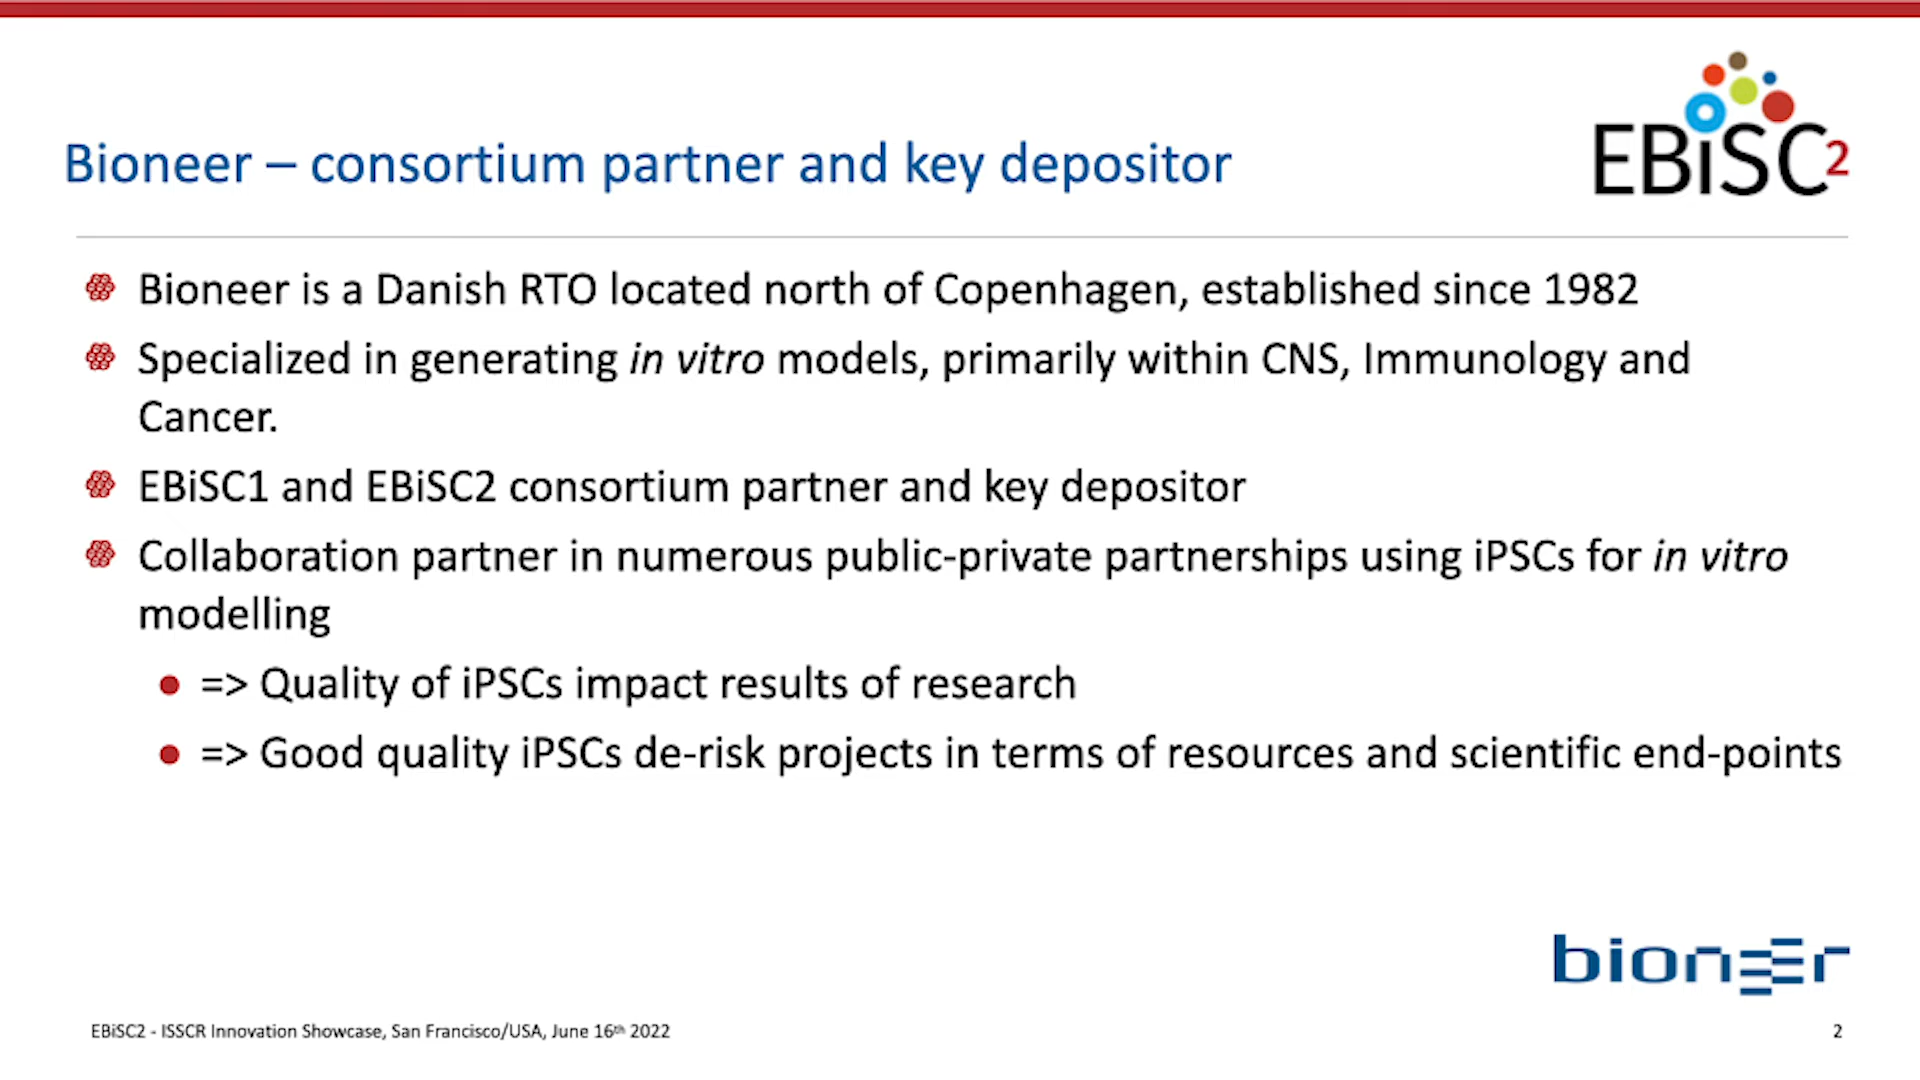 EBiSC2
Bioneer – consortium partner and key depositor
Bioneer is a Danish RTO located north of Copenhagen, established since 1982
Specialized in generating in vitro models, primarily within CNS, Immunology and
Cancer.
EBiSC1 and EBiSC2 consortium partner and key depositor
Collaboration partner in numerous public-private partnerships using iPSCs for in vitro
modelling
=> Quality of iPSCs impact results of research
=> Good quality iPSCs de-risk projects in terms of resources and scientific end-points
bioneer
EBiSC2 - ISSCR Innovation Showcase, San Francisco/USA, June 16th 2022
2